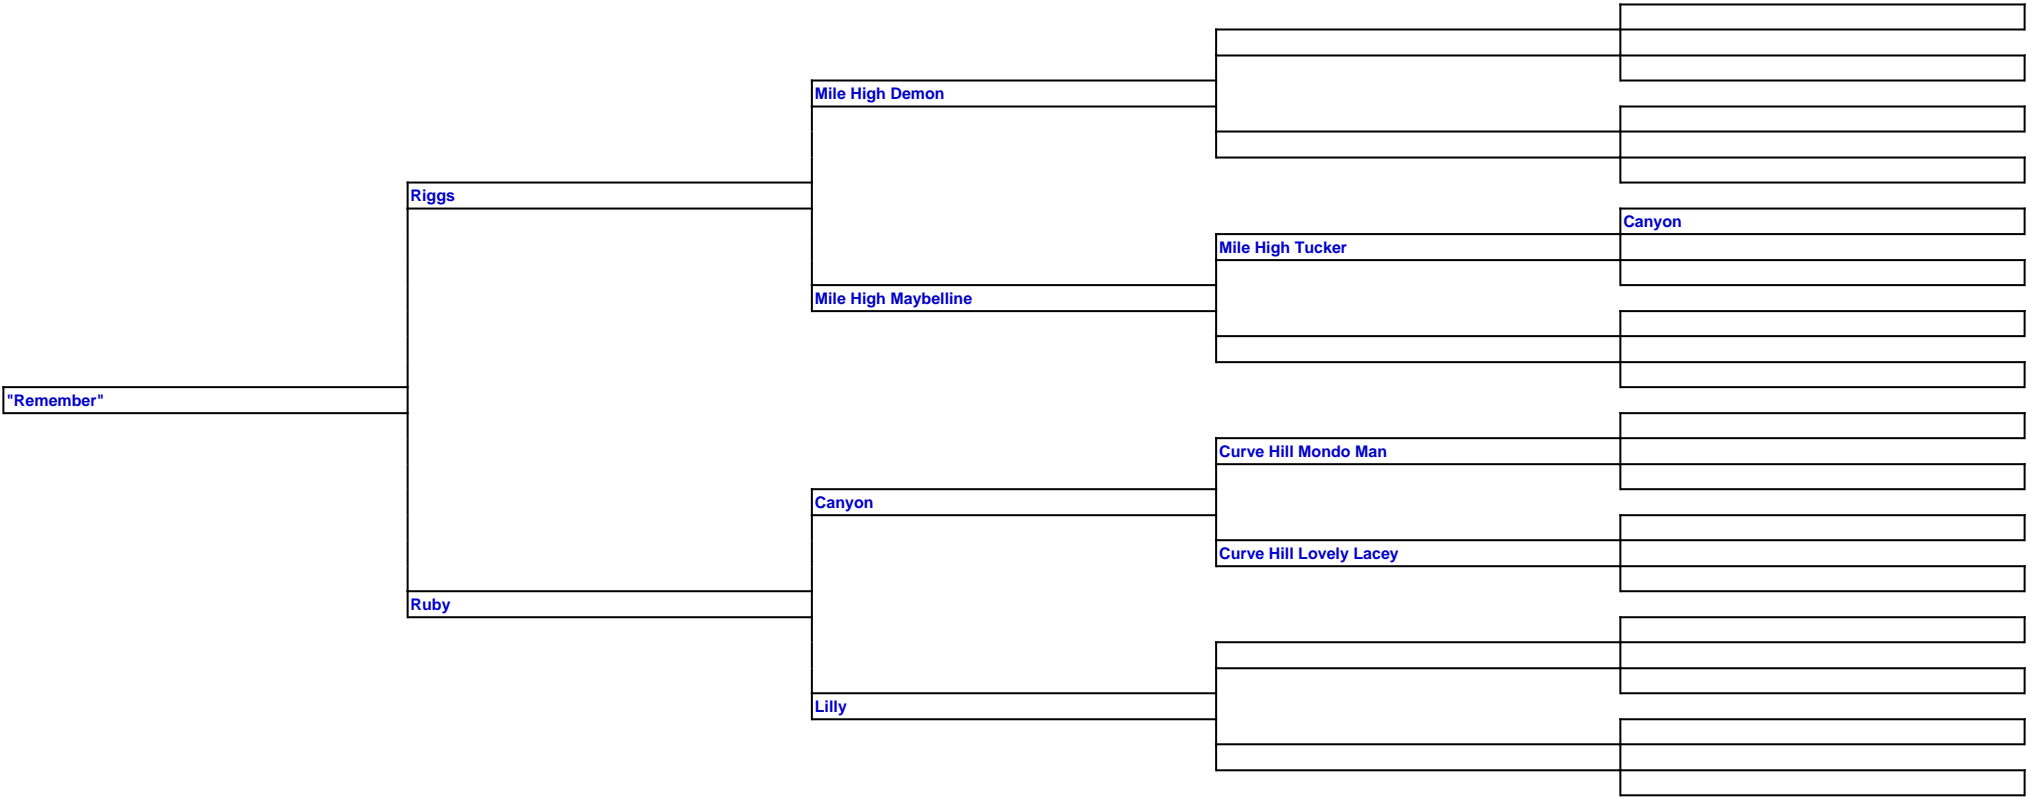 Mile High Demon
Riggs
Canyon
Mile High Tucker
Mile High Maybelline
"Remember"
Curve Hill Mondo Man
Canyon
Curve Hill Lovely Lacey
Ruby
Lilly